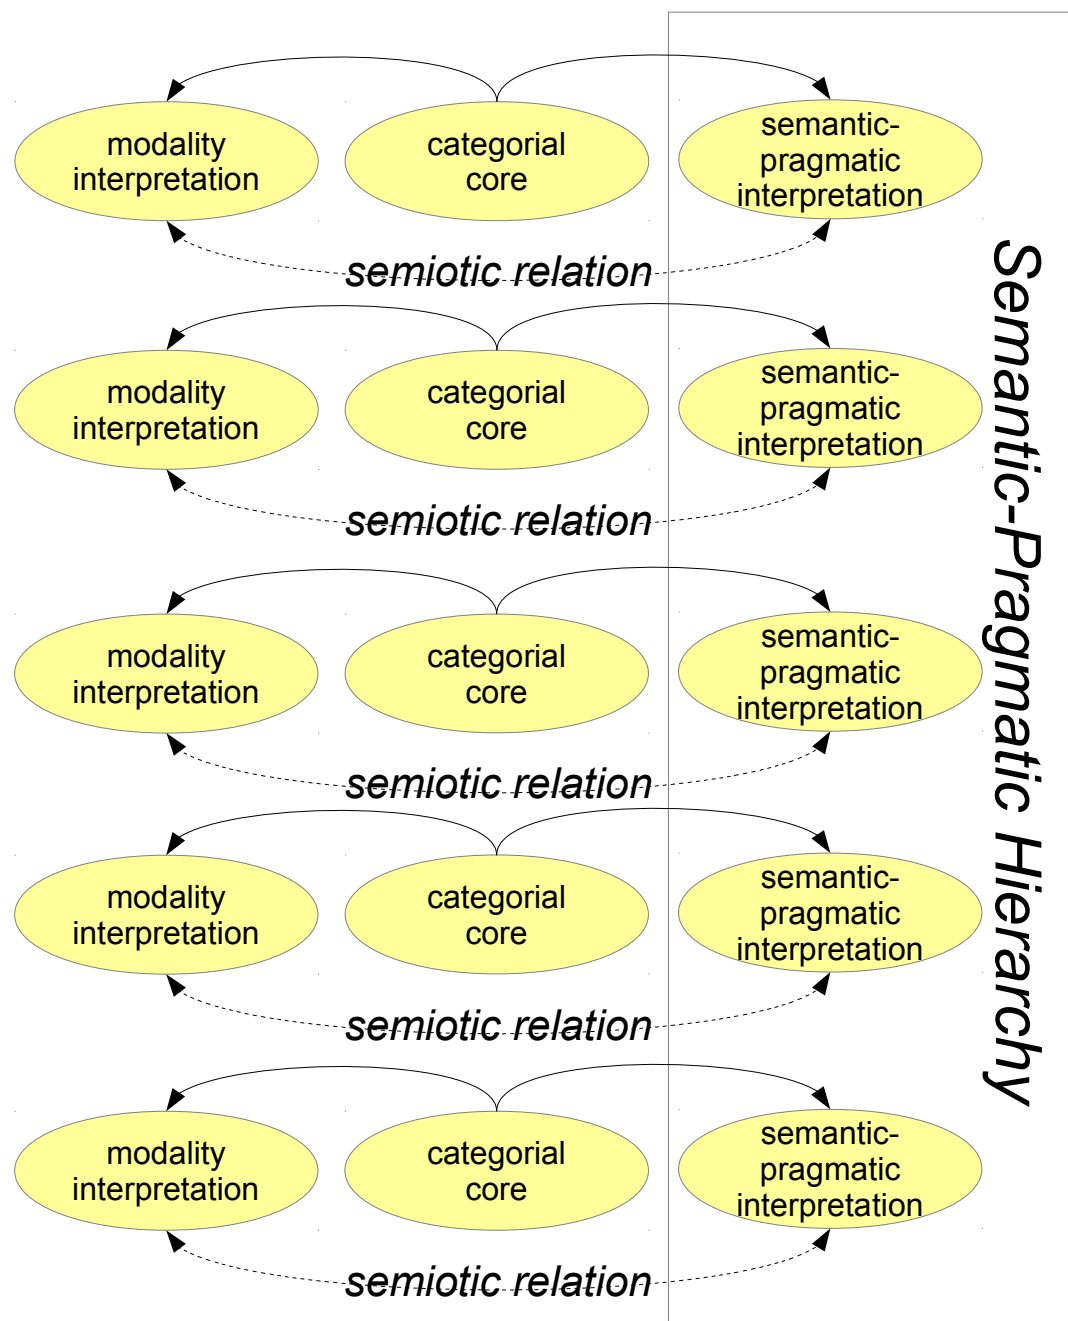 modality
interpretation
categorial
core
semantic-
pragmatic
interpretation
semiotic relation
modality
interpretation
categorial
core
semantic-
pragmatic
interpretation
semiotic relation
modality
interpretation
categorial
core
semantic-
pragmatic
interpretation
semiotic relation
modality
interpretation
categorial
core
semantic-
pragmatic
interpretation
semiotic relation
modality
interpretation
categorial
core
semantic-
pragmatic
interpretation
semiotic relation
Semantic-Pragmatic Hierarchy